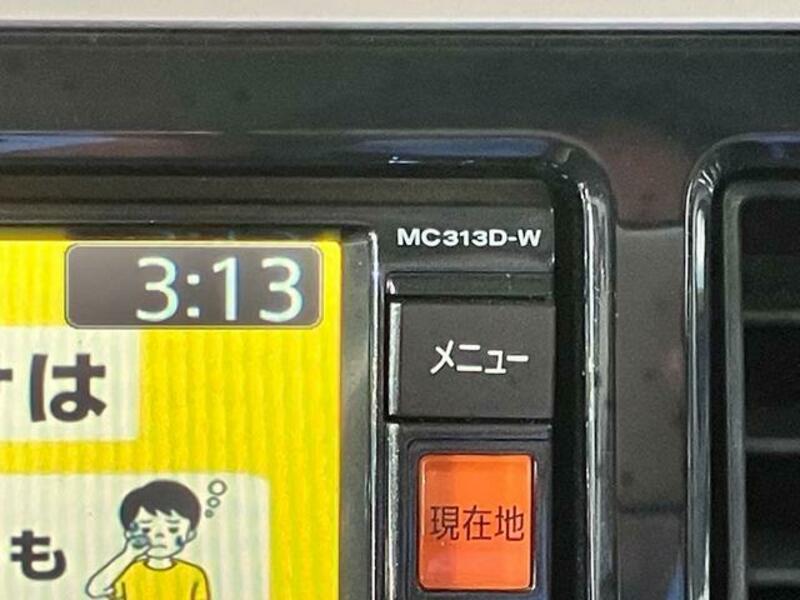 MC313D-W
3:13
メニュー
は
現在地
も